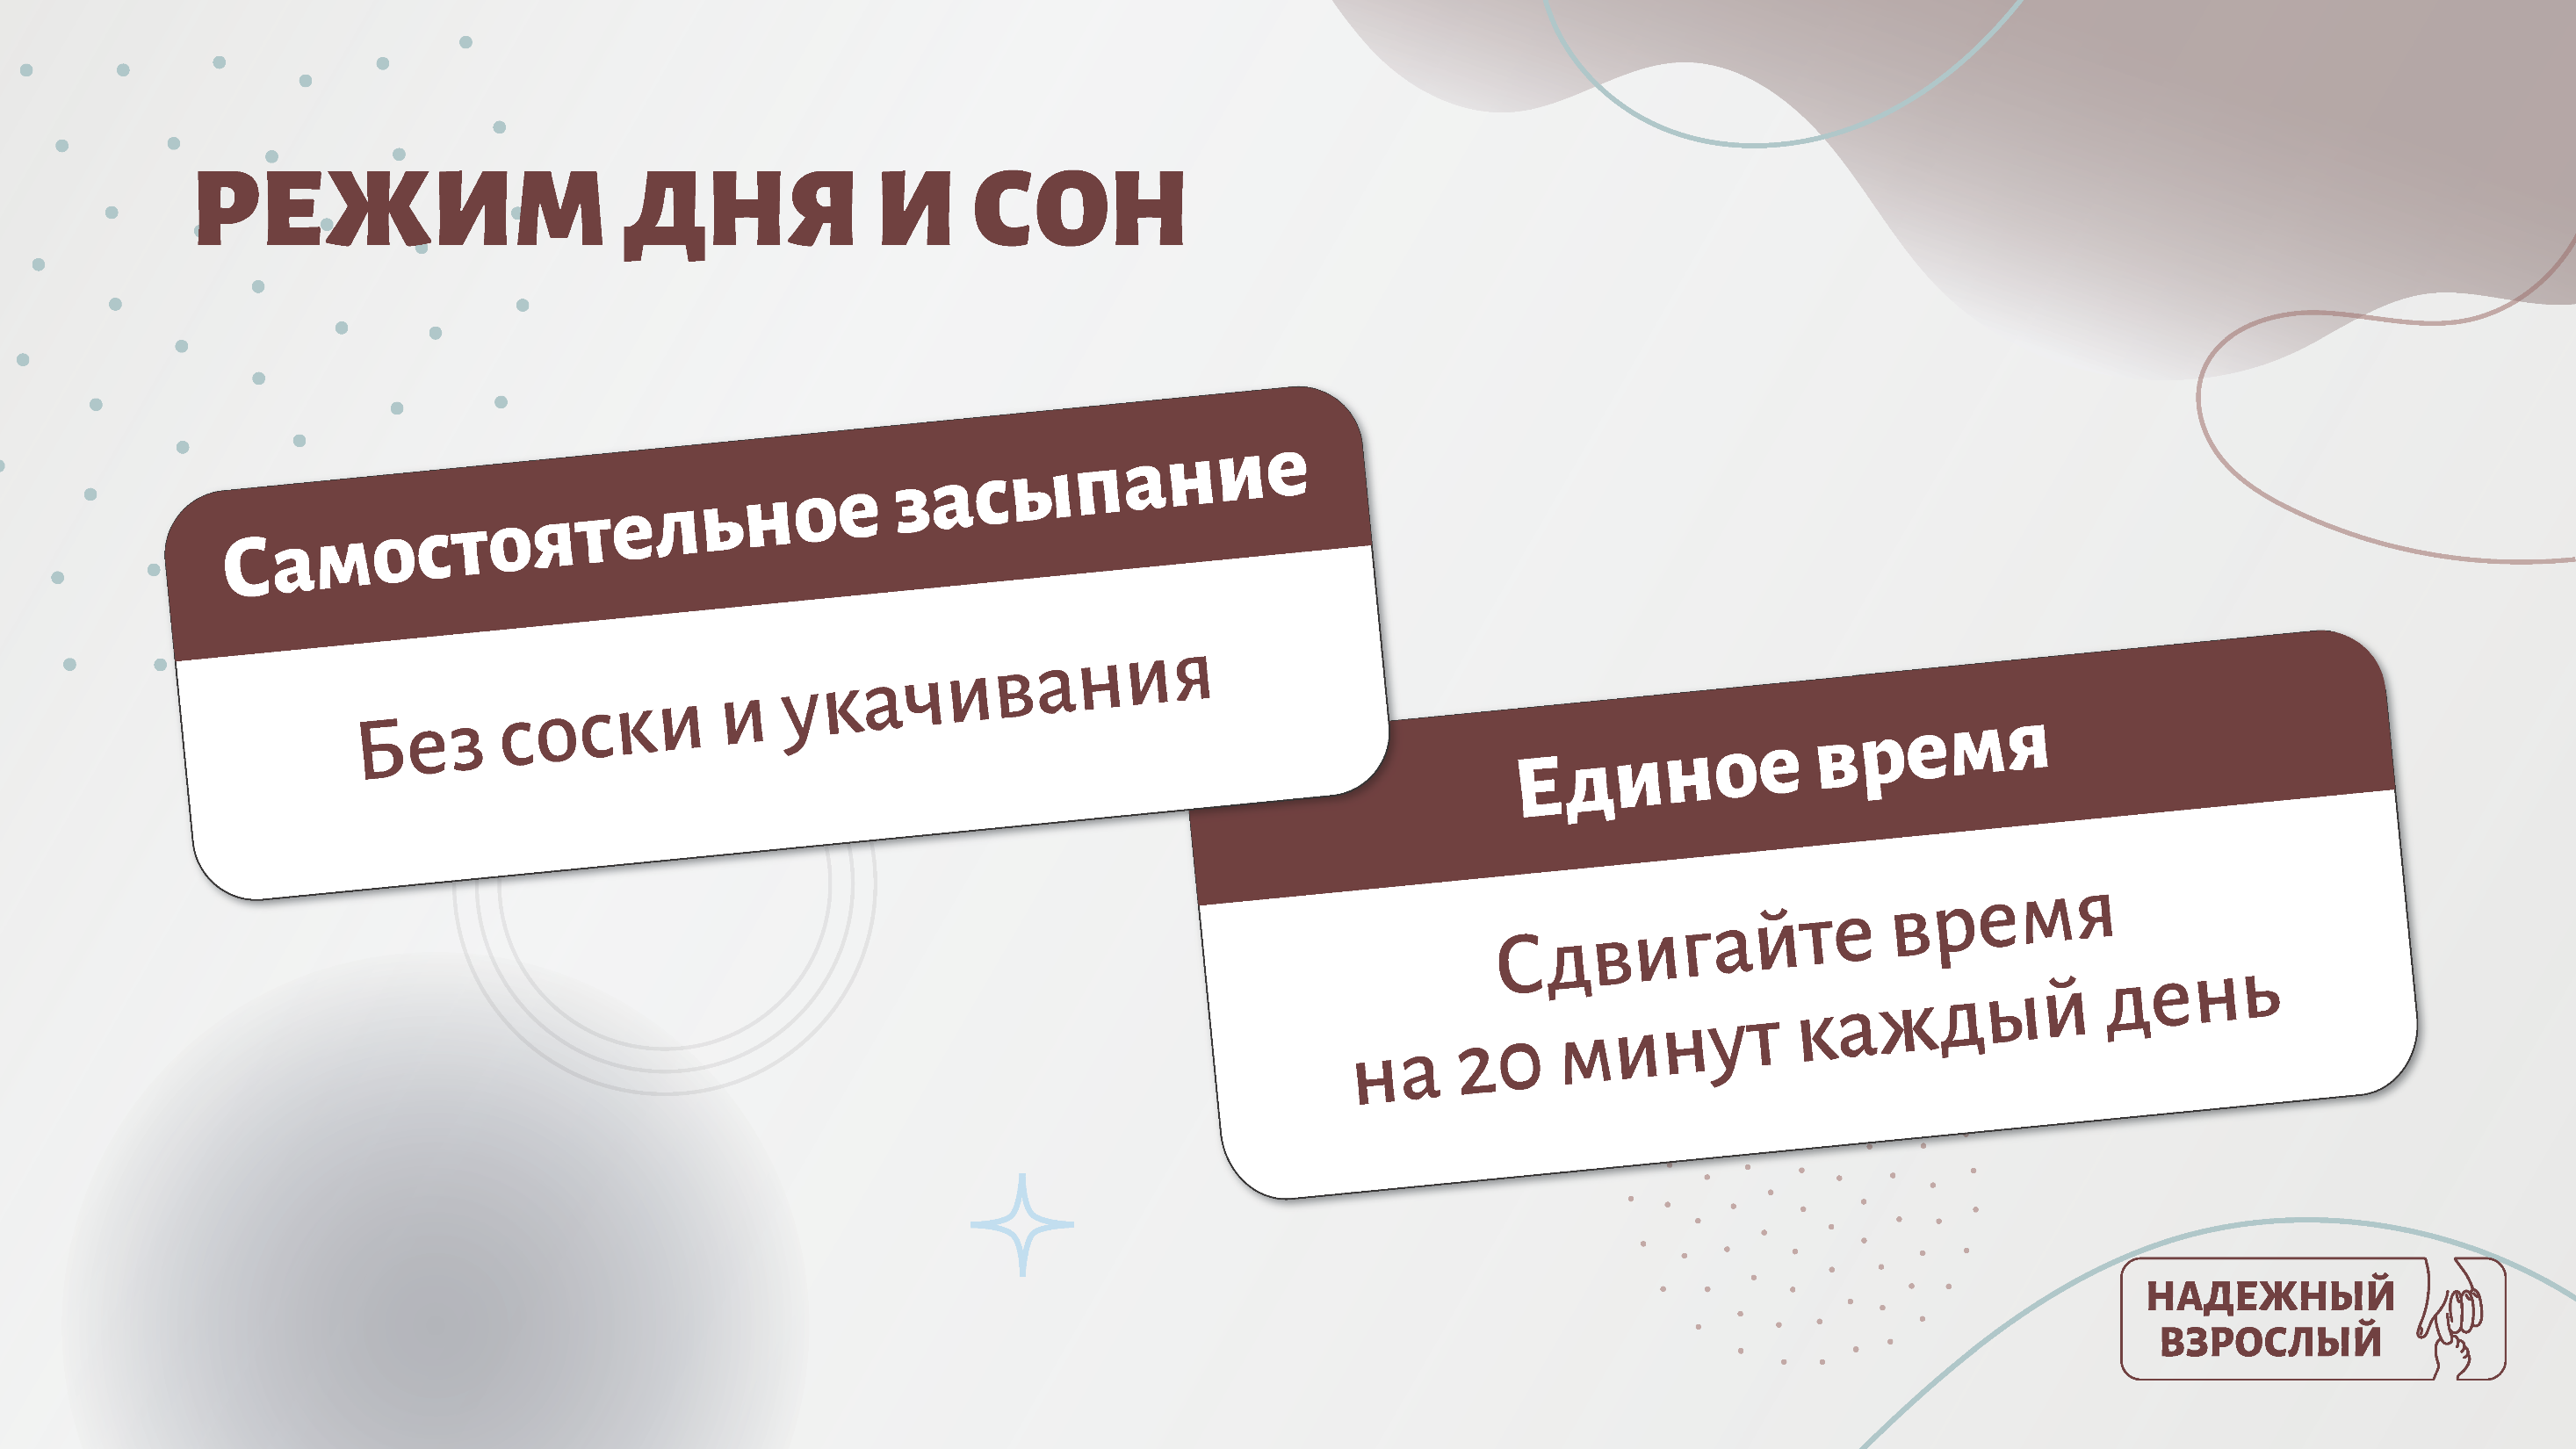 РЕЖИМ ДНЯ И СОН
Самостоятельное засыпание
Без соски и укачивания
Единое время
Сдвигайте время
на 20 минут каждый день
НАДЕЖНЫЙ
ВЗРОСЛЫЙ